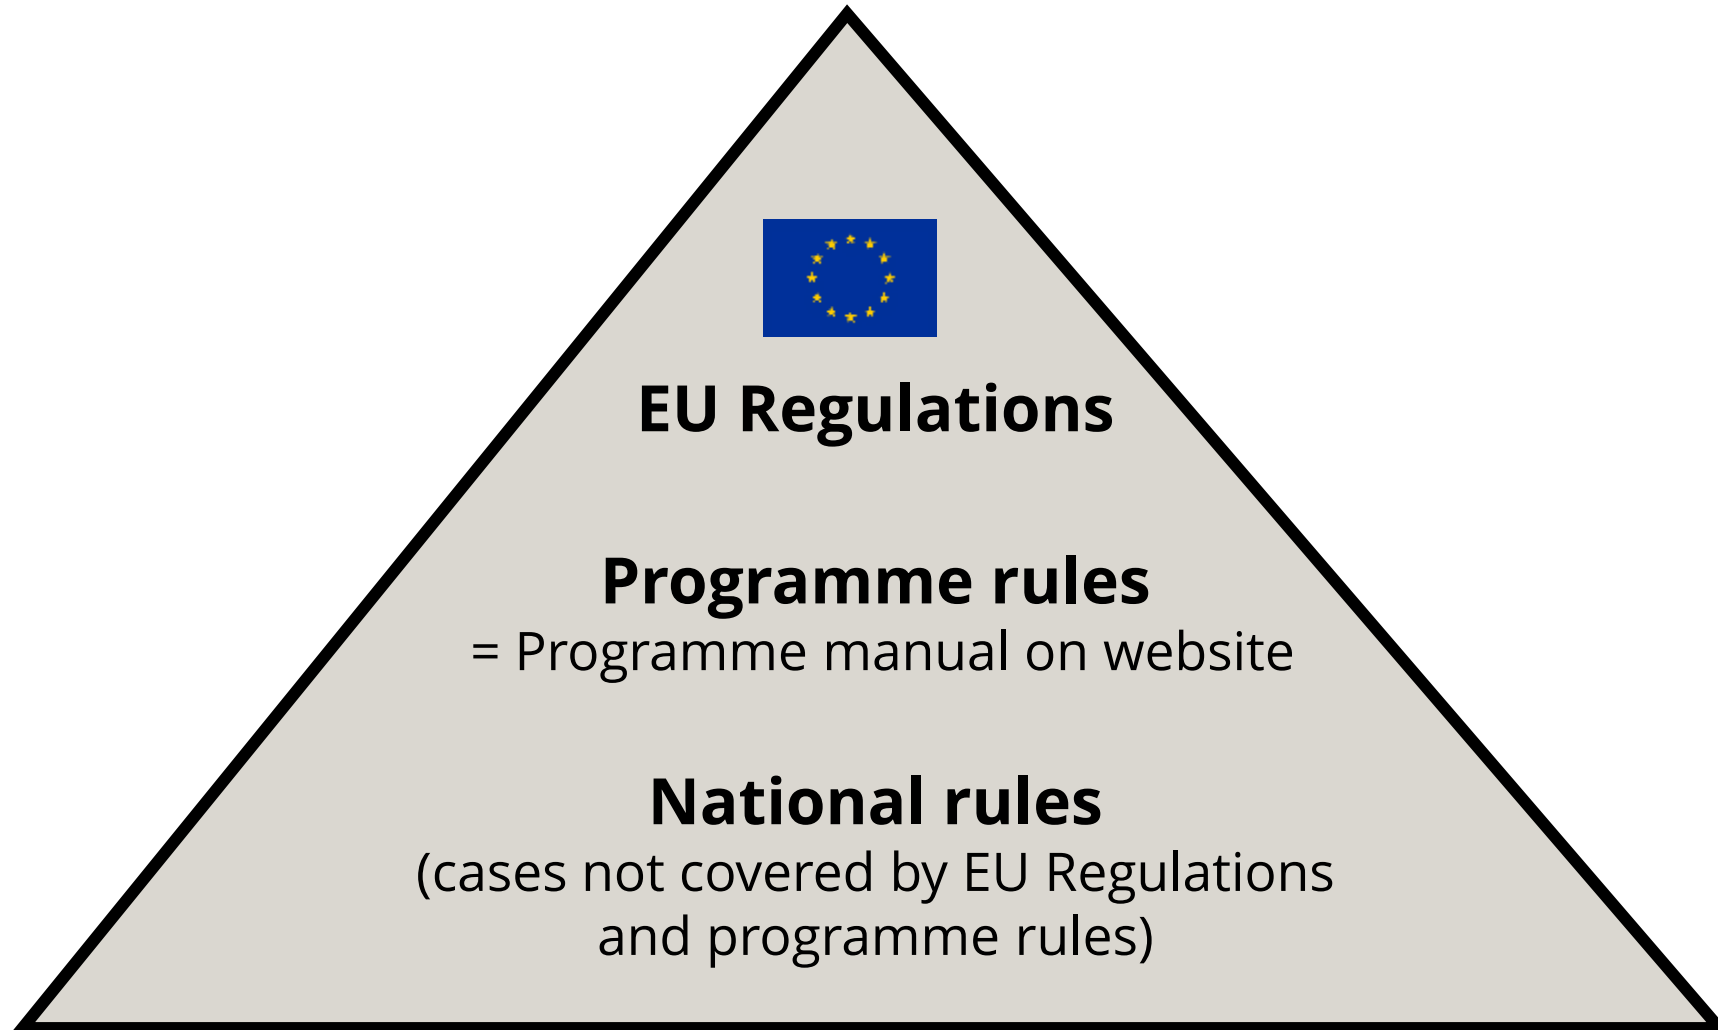 EU Regulations
Programme rules
= Programme manual on website
National rules
(cases not covered by EU Regulations
and programme rules)